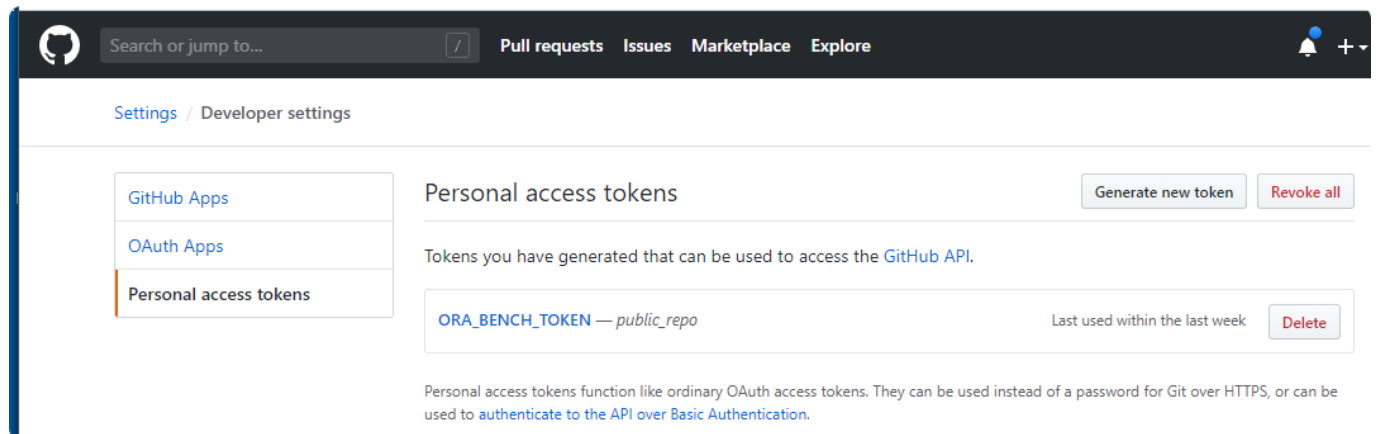 Search or jump to... /
Pull requests Issues Marketplace Explore
Settings / Developer settings
GitHub Apps
OAuth Apps
Personal access tokens
Personal access tokens
Generate new token
Revoke all
Tokens you have generated that can be used to access the GitHub API.
ORA_BENCH_TOKEN — public_repo
Last used within the last week
Delete
Personal access tokens function like ordinary OAuth access tokens. They can be used instead of a password for Git over HTTPS, or can be
used to authenticate to the API over Basic Authentication.